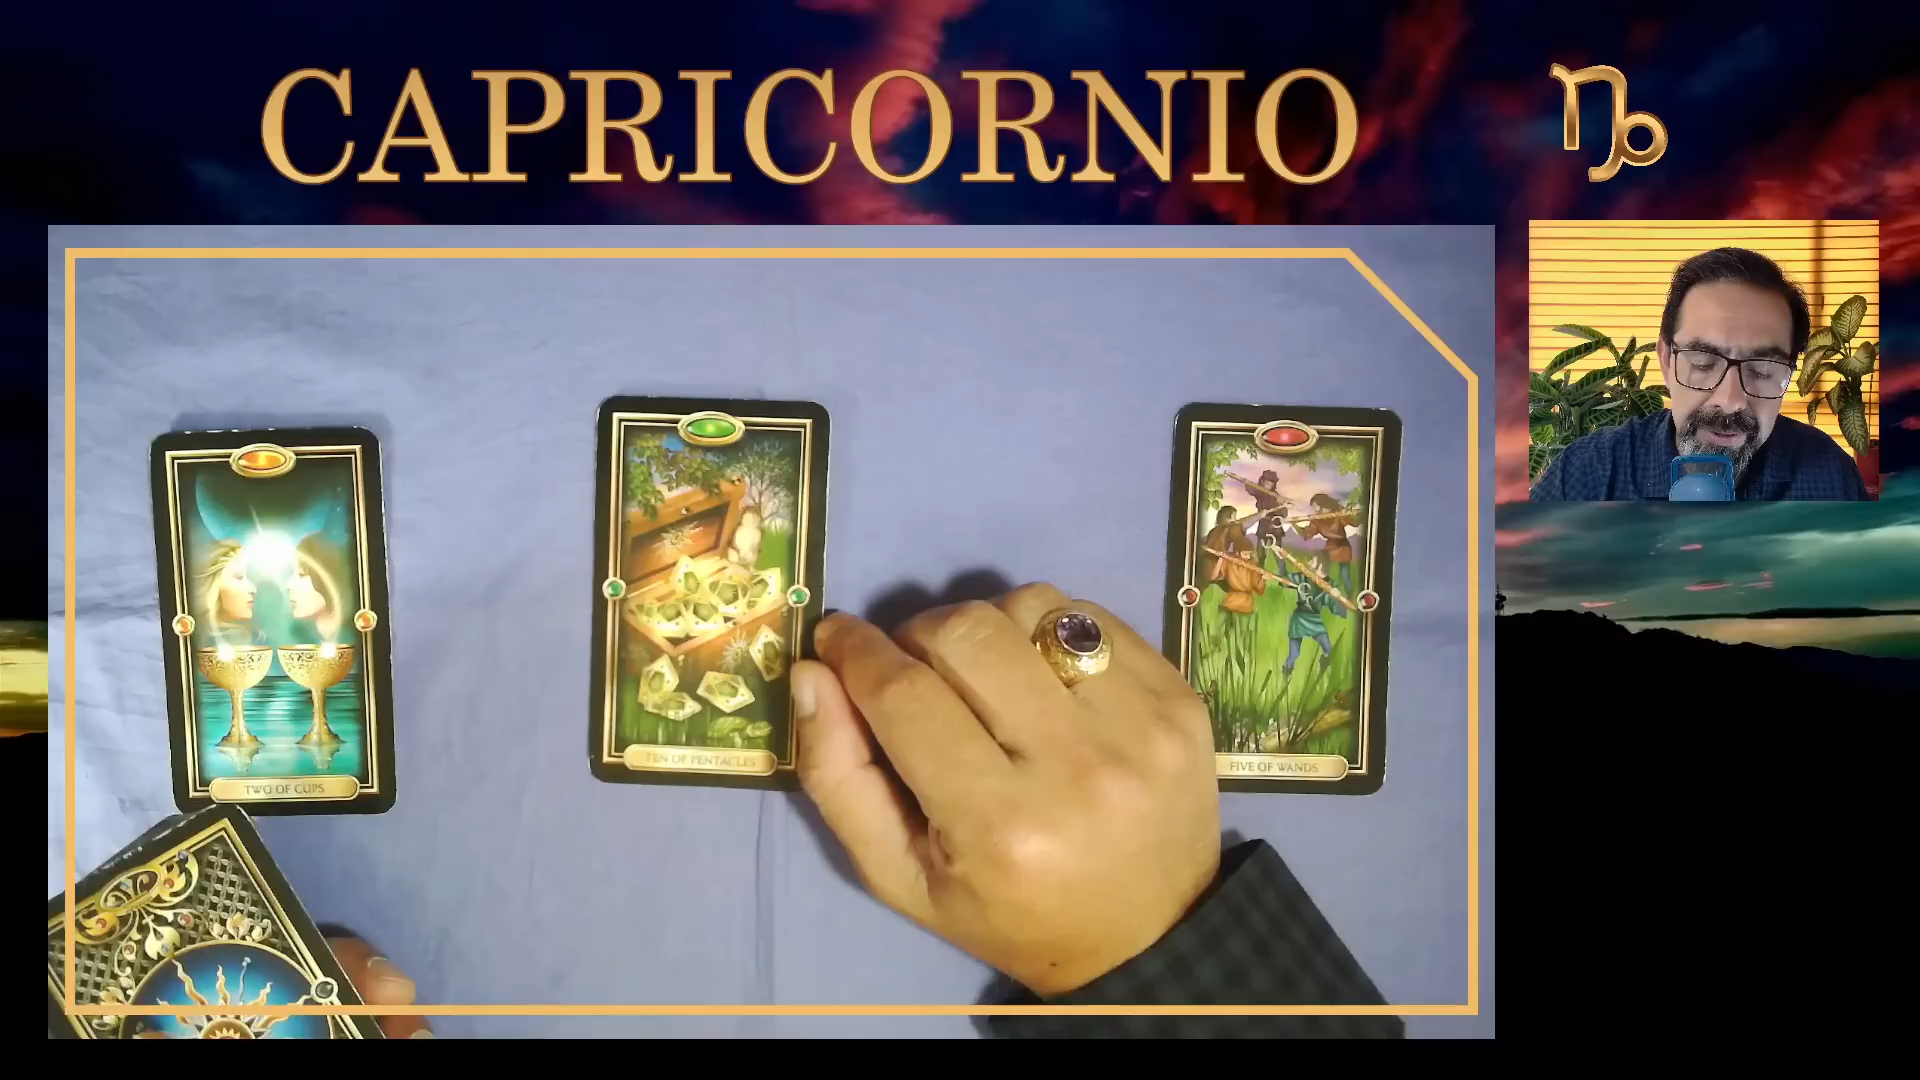 CAPRICORNIO
TWO OF CUPS
TEN OF PENTACLES
FIVE OF WANDS